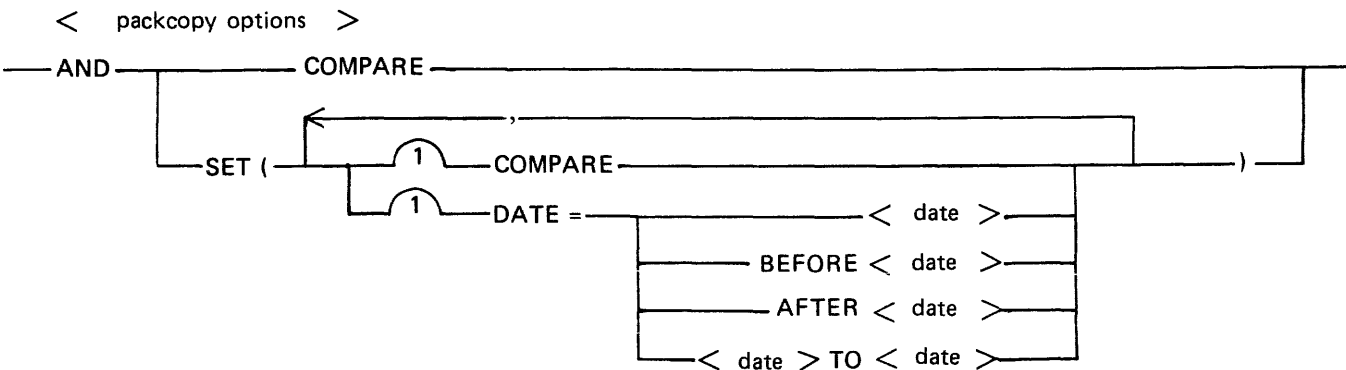 < packcopy options >
AND COMPARE
,
SET ( 1 COMPARE )
1 DATE = < date >
BEFORE < date >
AFTER < date >
< date > TO < date >